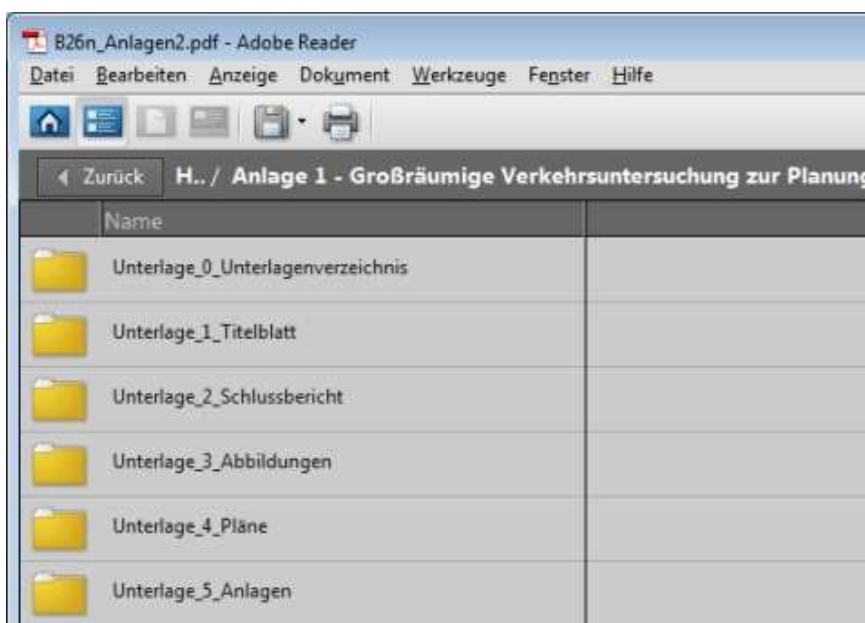 B26n_Anlagen2.pdf - Adobe Reader
Datei Bearbeiten Anzeige Dokument Werkzeuge Fenster Hilfe
Zurück H.. / Anlage 1 - Großräumige Verkehrsuntersuchung zur Planung
Name
Unterlage_0_Unterlagenverzeichnis
Unterlage_1_Titelblatt
Unterlage_2_Schlussbericht
Unterlage_3_Abbildungen
Unterlage_4_Pläne
Unterlage_5_Anlagen